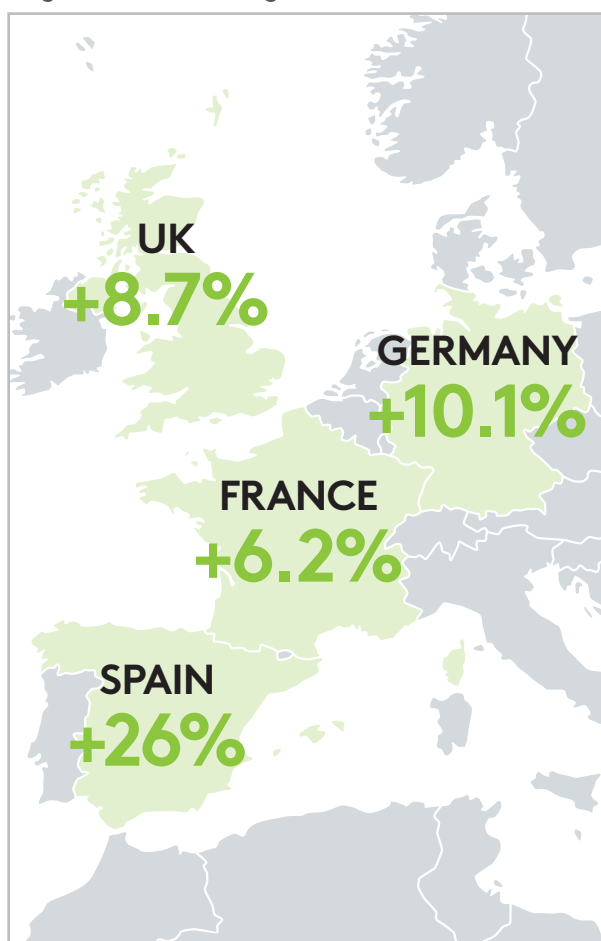 UK
+8.7%
GERMANY
+10.1%
FRANCE
+6.2%
SPAIN
+26%